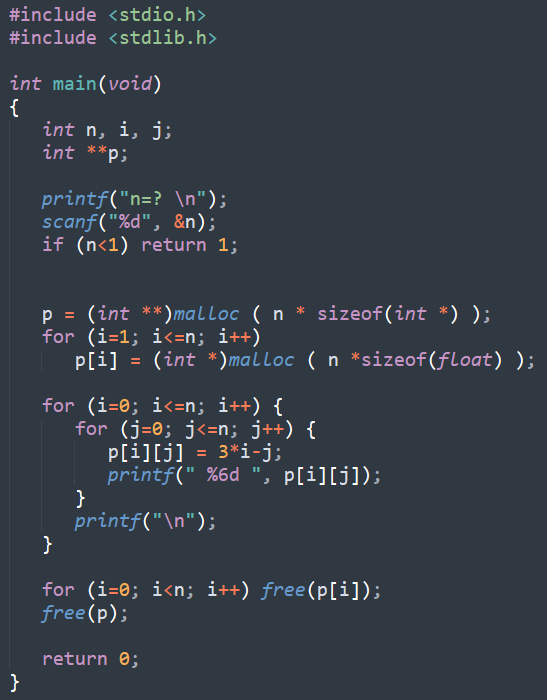 #include <stdio.h>
#include <stdlib.h>
int main(void)
{
int n, i, j;
int **p;
printf("n=? \n");
scanf("%d", &n);
if (n<1) return 1;
p = (int **)malloc ( n * sizeof(int *) );
for (i=1; i<=n; i++)
p[i] = (int *)malloc ( n *sizeof(float) );
for (i=0; i<=n; i++) {
for (j=0; j<=n; j++) {
p[i][j] = 3*i-j;
printf(" %6d ", p[i][j]);
}
printf("\n");
}
for (i=0; i<n; i++) free(p[i]);
free(p);
return 0;
}